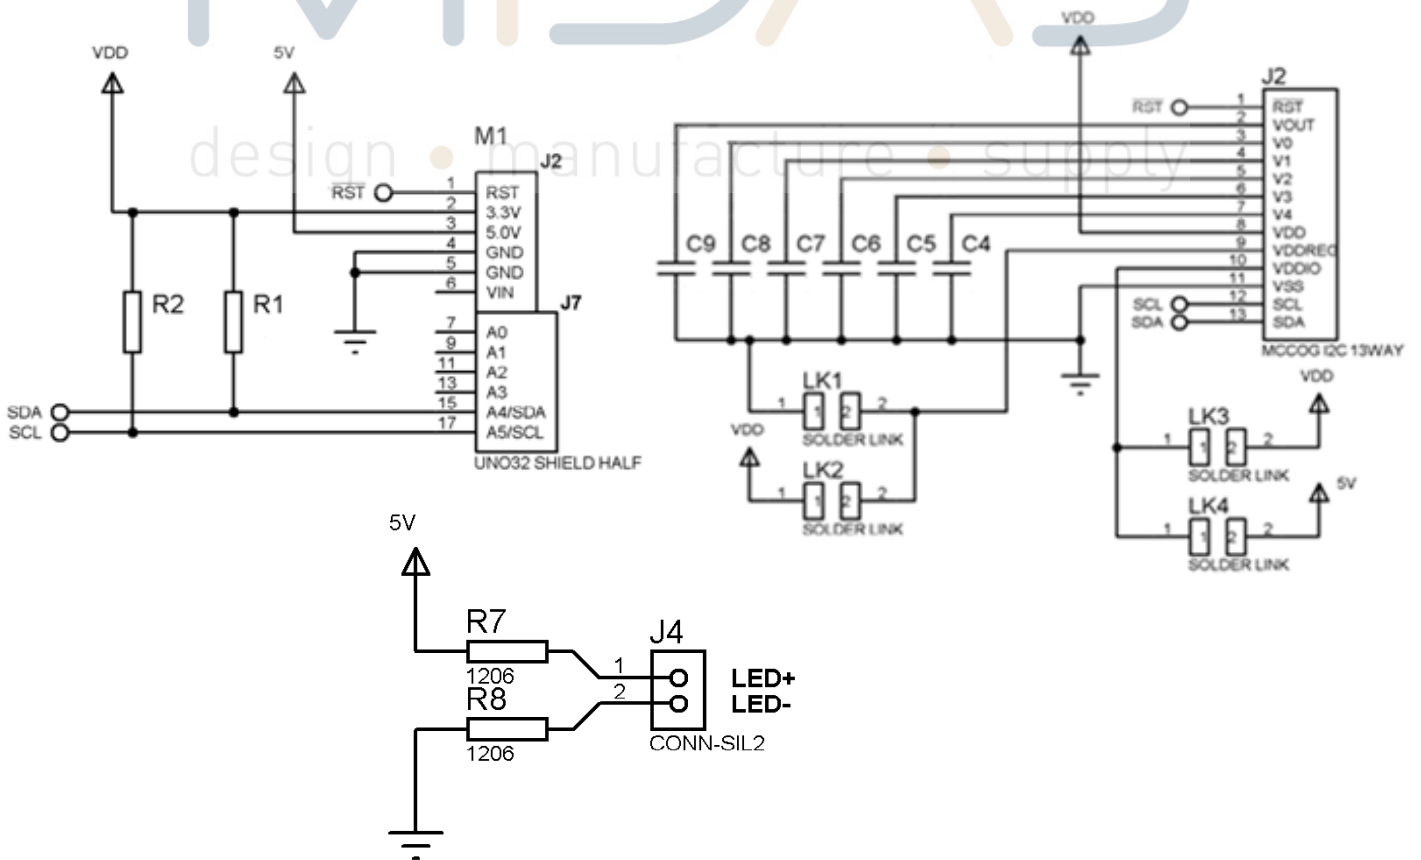 MIDAS
design • manufacture • supply
VDD
5V
M1
J2
RST
1
RST
2
3.3V
3
5.0V
4
GND
5
GND
6
VIN
J7
R2
R1
7
A0
9
A1
11
A2
13
A3
SDA
15
A4/SDA
SCL
17
A5/SCL
UNO32 SHIELD HALF
VDD
J2
RST
1
RST
2
VOUT
3
V0
4
V1
5
V2
6
V3
7
V4
8
VDD
9
VDDREG
10
VDDIO
11
VSS
SCL
12
SCL
SDA
13
SDA
MCCOG I2C 13WAY
C9
C8
C7
C6
C5
C4
LK1
1
1
2
2
SOLDER LINK
VDD
LK2
1
1
2
2
SOLDER LINK
VDD
LK3
1
1
2
2
SOLDER LINK
5V
LK4
1
1
2
2
SOLDER LINK
5V
R7
1206
R8
1206
J4
1
LED+
2
LED-
CONN-SIL2